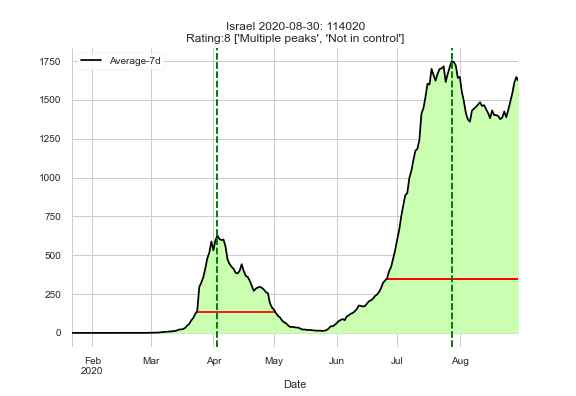 Israel 2020-08-30: 114020
Rating:8 ['Multiple peaks', 'Not in control']
Average-7d
1750
1500
1250
1000
750
500
250
0
Feb Mar Apr May Jun Jul Aug
2020
Date